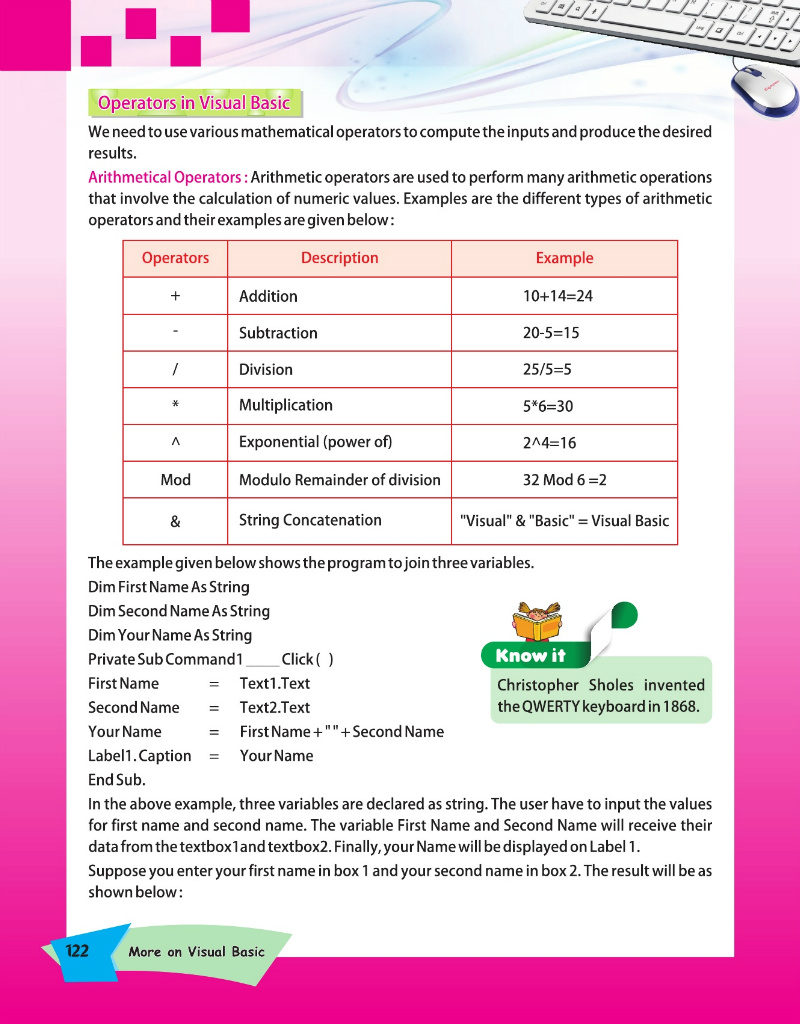 Operators in Visual Basic
We need to use various mathematical operators to compute the inputs and produce the desired
results.
Arithmetical Operators : Arithmetic operators are used to perform many arithmetic operations
that involve the calculation of numeric values. Examples are the different types of arithmetic
operators and their examples are given below :
Operators Description Example
+ Addition 10+14=24
- Subtraction 20-5=15
/ Division 25/5=5
* Multiplication 5*6=30
^ Exponential (power of) 2^4=16
Mod Modulo Remainder of division 32 Mod 6 =2
& String Concatenation "Visual" & "Basic" = Visual Basic
The example given below shows the program to join three variables.
Dim First Name As String
Dim Second Name As String
Dim Your Name As String
Private Sub Command1 ____ Click ( )
First Name = Text1.Text
Second Name = Text2.Text
Your Name = First Name + " " + Second Name
Label1. Caption = Your Name
End Sub.
Know it
Christopher Sholes invented
the QWERTY keyboard in 1868.
In the above example, three variables are declared as string. The user have to input the values
for first name and second name. The variable First Name and Second Name will receive their
data from the textbox1and textbox2. Finally, your Name will be displayed on Label 1.
Suppose you enter your first name in box 1 and your second name in box 2. The result will be as
shown below :
122 More on Visual Basic